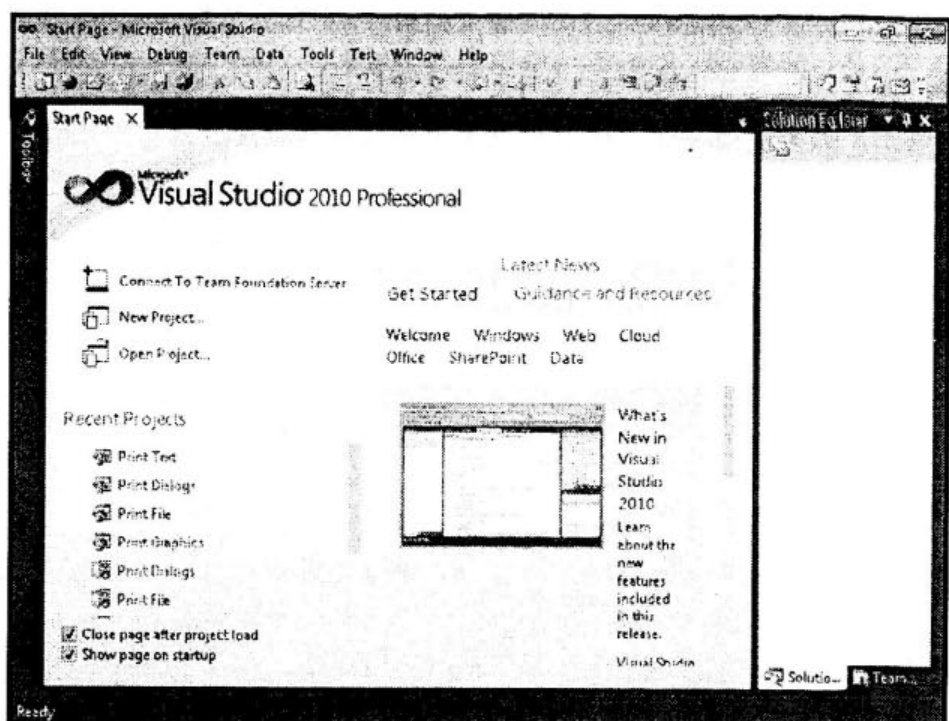 Start Page - Microsoft Visual Studio
File Edit View Debug Team Data Tools Test Window Help
Toolbox
Start Page X
Solution Explorer
Microsoft®
Visual Studio® 2010 Professional
Connect To Team Foundation Server
New Project...
Open Project...
Recent Projects
Print Text
Print Dialogs
Print File
Print Graphics
Print Dialogs
Print File
Close page after project load
Show page on startup
Latest News
Get Started Guidance and Resources
Welcome Windows Web Cloud
Office SharePoint Data
What's
New in
Visual
Studio
2010
Learn
about the
new
features
included
in this
release.
Visual Studio
Solutio... Team...
Ready